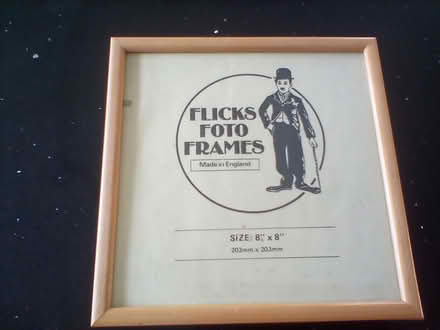 FLICKS
FOTO
FRAMES
Made in England
SIZE: 8" x 8"
203mm x 203mm